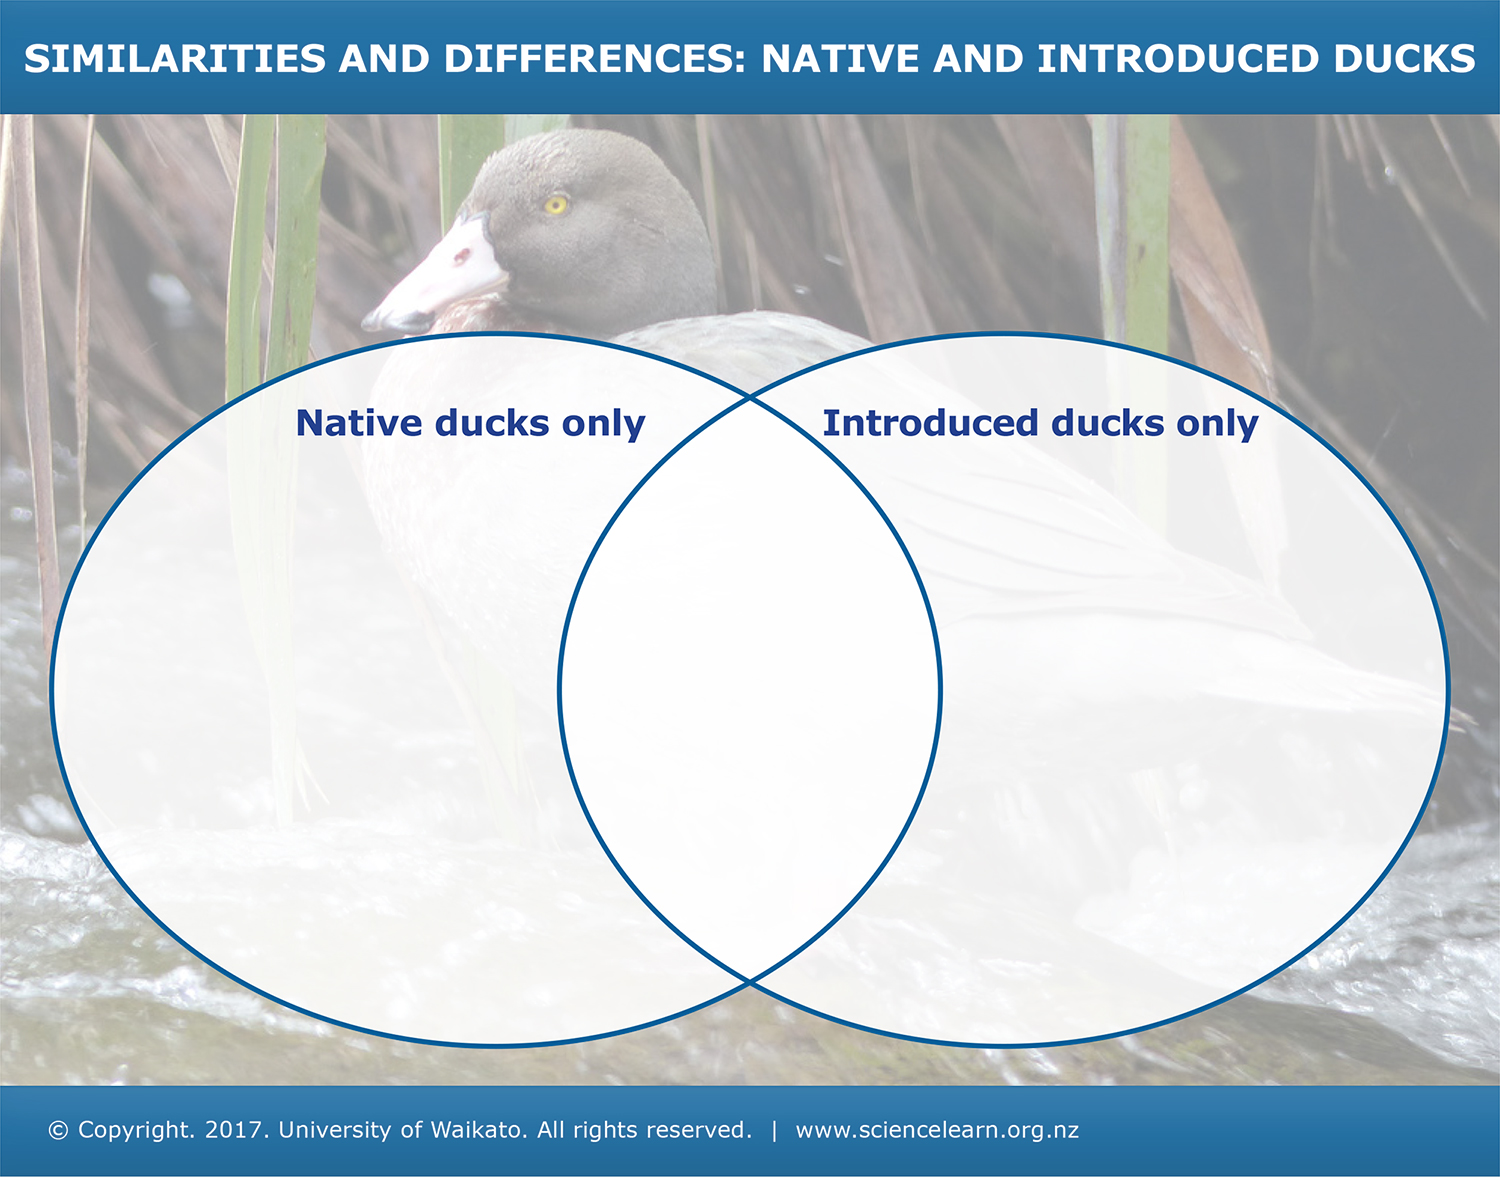 SIMILARITIES AND DIFFERENCES: NATIVE AND INTRODUCED DUCKS
Native ducks only
Introduced ducks only
© Copyright. 2017. University of Waikato. All rights reserved. | www.sciencelearn.org.nz